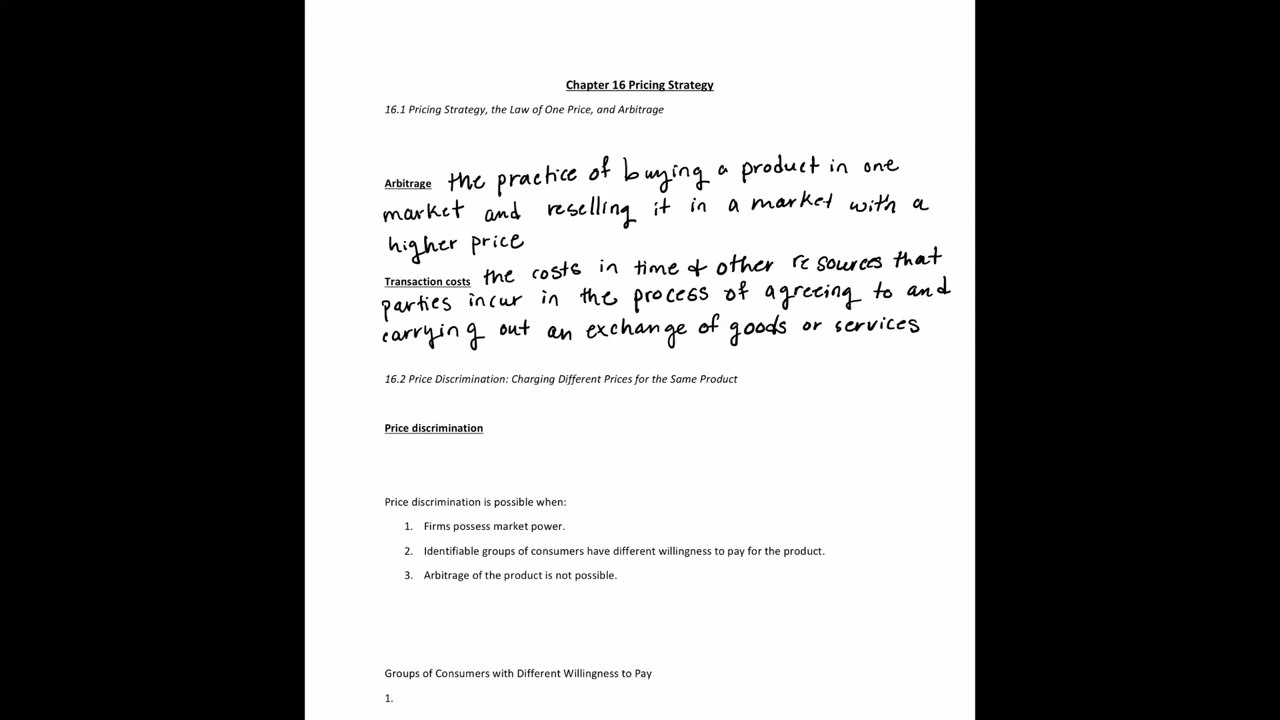 Chapter 16 Pricing Strategy
16.1 Pricing Strategy, the Law of One Price, and Arbitrage
Arbitrage the practice of buying a product in one
market and reselling it in a market with a
higher price
Transaction costs the costs in time & other resources that
parties incur in the process of agreeing to and
carrying out an exchange of goods or services
16.2 Price Discrimination: Charging Different Prices for the Same Product
Price discrimination
Price discrimination is possible when:
1. Firms possess market power.
2. Identifiable groups of consumers have different willingness to pay for the product.
3. Arbitrage of the product is not possible.
Groups of Consumers with Different Willingness to Pay
1.